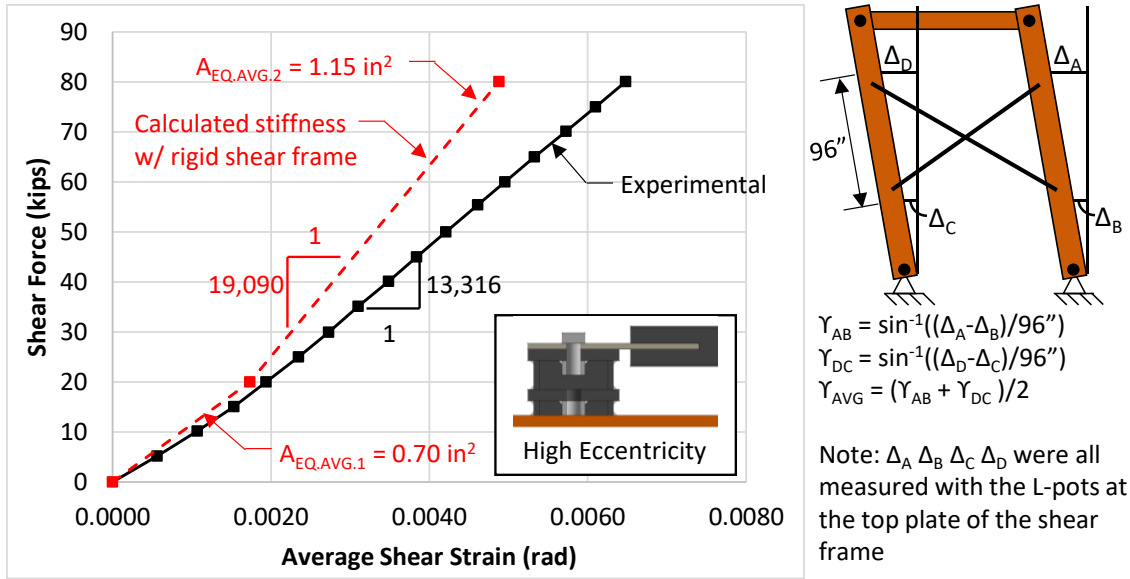 90
80
70
60
50
40
30
20
10
0
Shear Force (kips)
0.0000
0.0020
0.0040
0.0060
0.0080
Average Shear Strain (rad)
A_EQ.AVG.2 = 1.15 in²
Calculated stiffness
w/ rigid shear frame
Experimental
1
19,090
13,316
1
A_EQ.AVG.1 = 0.70 in²
High Eccentricity
Δ_D
Δ_A
96”
Δ_C
Δ_B
ϒ_AB = sin⁻¹((Δ_A-Δ_B)/96”)
ϒ_DC = sin⁻¹((Δ_D-Δ_C)/96”)
ϒ_AVG = (ϒ_AB + ϒ_DC )/2
Note: Δ_A Δ_B Δ_C Δ_D were all
measured with the L-pots at
the top plate of the shear
frame